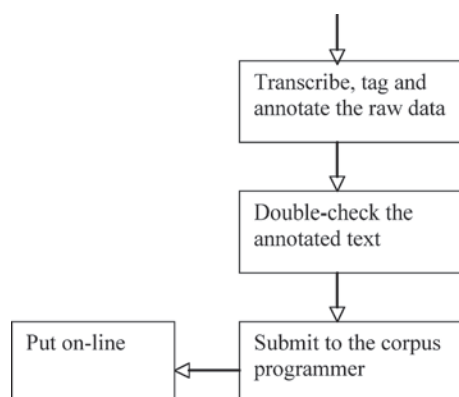 Transcribe, tag and
annotate the raw data
Double-check the
annotated text
Put on-line
Submit to the corpus
programmer